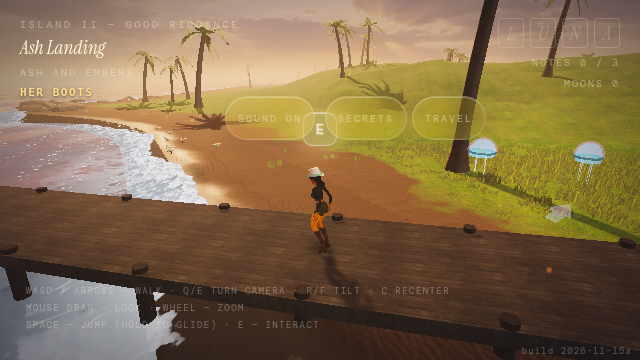 ISLAND II — GOOD RIDDANCE
Ash Landing
ASH AND EMBERS
HER BOOTS
LUNA
NOTES 0 / 3
MOONS 0
SOUND ON
SECRETS
TRAVEL
E
WASD / ARROWS — WALK · Q/E TURN CAMERA · R/F TILT · C RECENTER
MOUSE DRAG — LOOK · WHEEL — ZOOM
SPACE — JUMP (HOLD TO GLIDE) · E — INTERACT
build 2026-11-15a